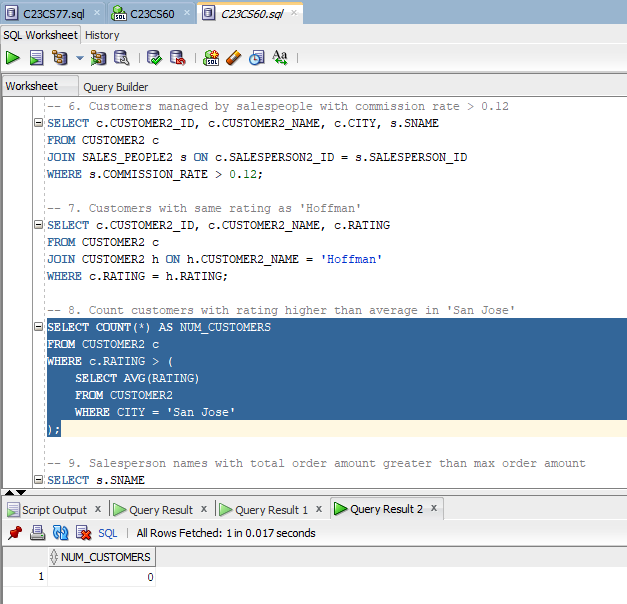 C23CS77.sql C23CS60 C23CS60.sql
SQL Worksheet History
Worksheet Query Builder
-- 6. Customers managed by salespeople with commission rate > 0.12
SELECT c.CUSTOMER2_ID, c.CUSTOMER2_NAME, c.CITY, s.SNAME
FROM CUSTOMER2 c
JOIN SALES_PEOPLE2 s ON c.SALESPERSON2_ID = s.SALESPERSON_ID
WHERE s.COMMISSION_RATE > 0.12;
-- 7. Customers with same rating as 'Hoffman'
SELECT c.CUSTOMER2_ID, c.CUSTOMER2_NAME, c.RATING
FROM CUSTOMER2 c
JOIN CUSTOMER2 h ON h.CUSTOMER2_NAME = 'Hoffman'
WHERE c.RATING = h.RATING;
-- 8. Count customers with rating higher than average in 'San Jose'
SELECT COUNT(*) AS NUM_CUSTOMERS
FROM CUSTOMER2 c
WHERE c.RATING > (
SELECT AVG(RATING)
FROM CUSTOMER2
WHERE CITY = 'San Jose'
);
-- 9. Salesperson names with total order amount greater than max order amount
SELECT s.SNAME
Script Output Query Result Query Result 1 Query Result 2
SQL All Rows Fetched: 1 in 0.017 seconds
NUM_CUSTOMERS
1 0